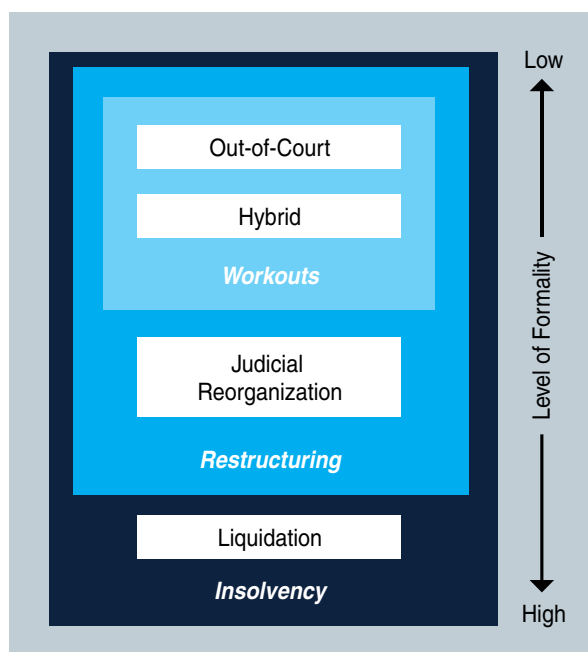 Low
Out-of-Court
Hybrid
Workouts
Level of Formality
Judicial
Reorganization
Restructuring
Liquidation
Insolvency
High